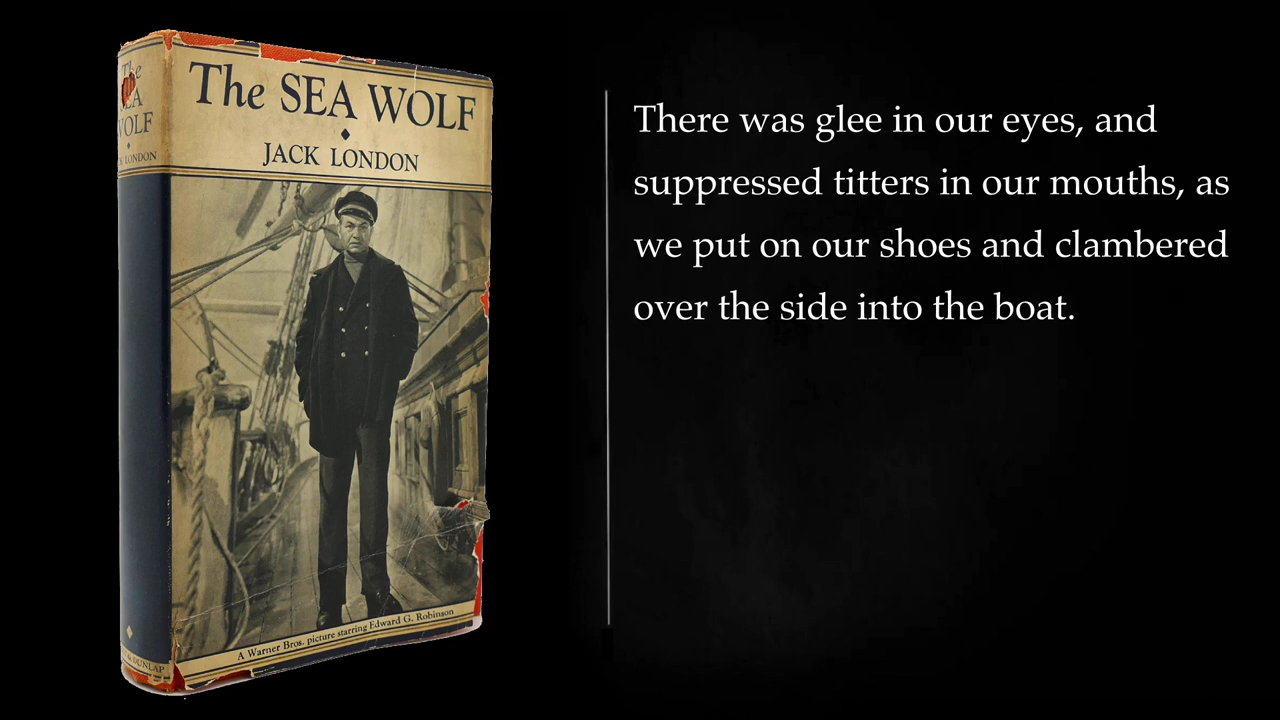 The SEA WOLF
JACK LONDON
A Warner Bros. picture starring Edward G. Robinson
The
WOLF
LONDON
DUNLAP
There was glee in our eyes, and
suppressed titters in our mouths, as
we put on our shoes and clambered
over the side into the boat.